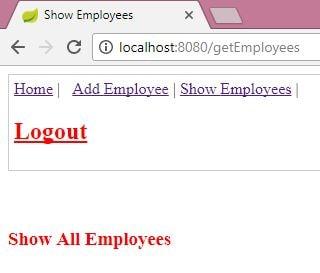 Show Employees
localhost:8080/getEmployees
Home | Add Employee | Show Employees |
Logout
Show All Employees